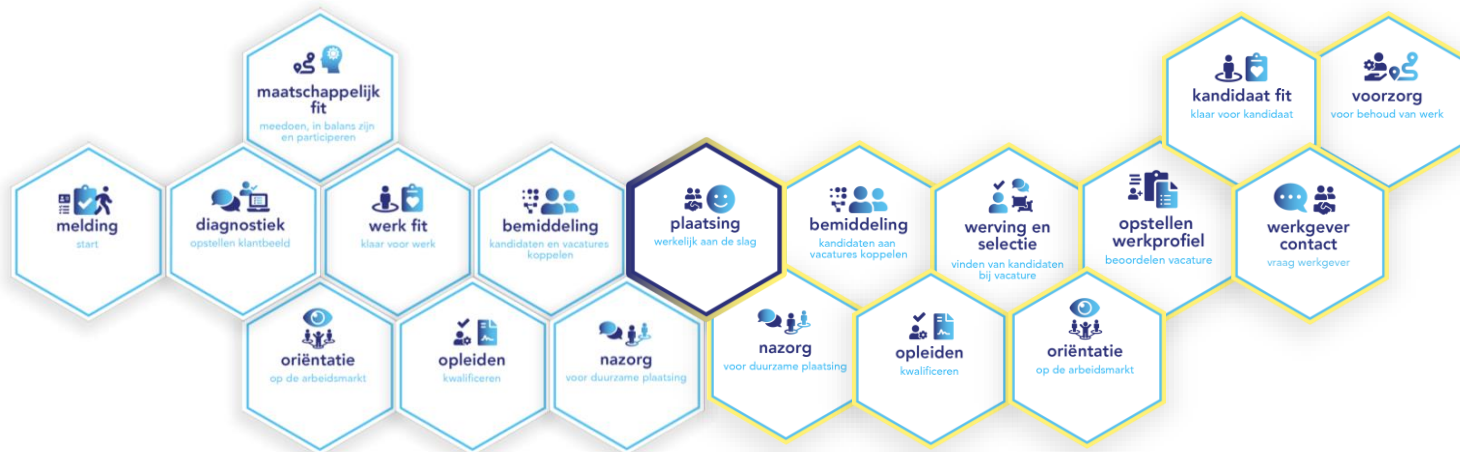 maatschappelijk
fit
meedoen, in balans zijn
en participeren
kandidaat fit
klaar voor kandidaat
voorzorg
voor behoud van werk
melding
start
diagnostiek
opstellen klantbeeld
werk fit
klaar voor werk
bemiddeling
kandidaten en vacatures
koppelen
plaatsing
werkelijk aan de slag
bemiddeling
kandidaten aan
vacatures koppelen
werving en
selectie
vinden van kandidaten
bij vacature
opstellen
werkprofiel
beoordelen vacature
werkgever
contact
vraag werkgever
oriëntatie
op de arbeidsmarkt
opleiden
kwalificeren
nazorg
voor duurzame plaatsing
nazorg
voor duurzame plaatsing
opleiden
kwalificeren
oriëntatie
op de arbeidsmarkt